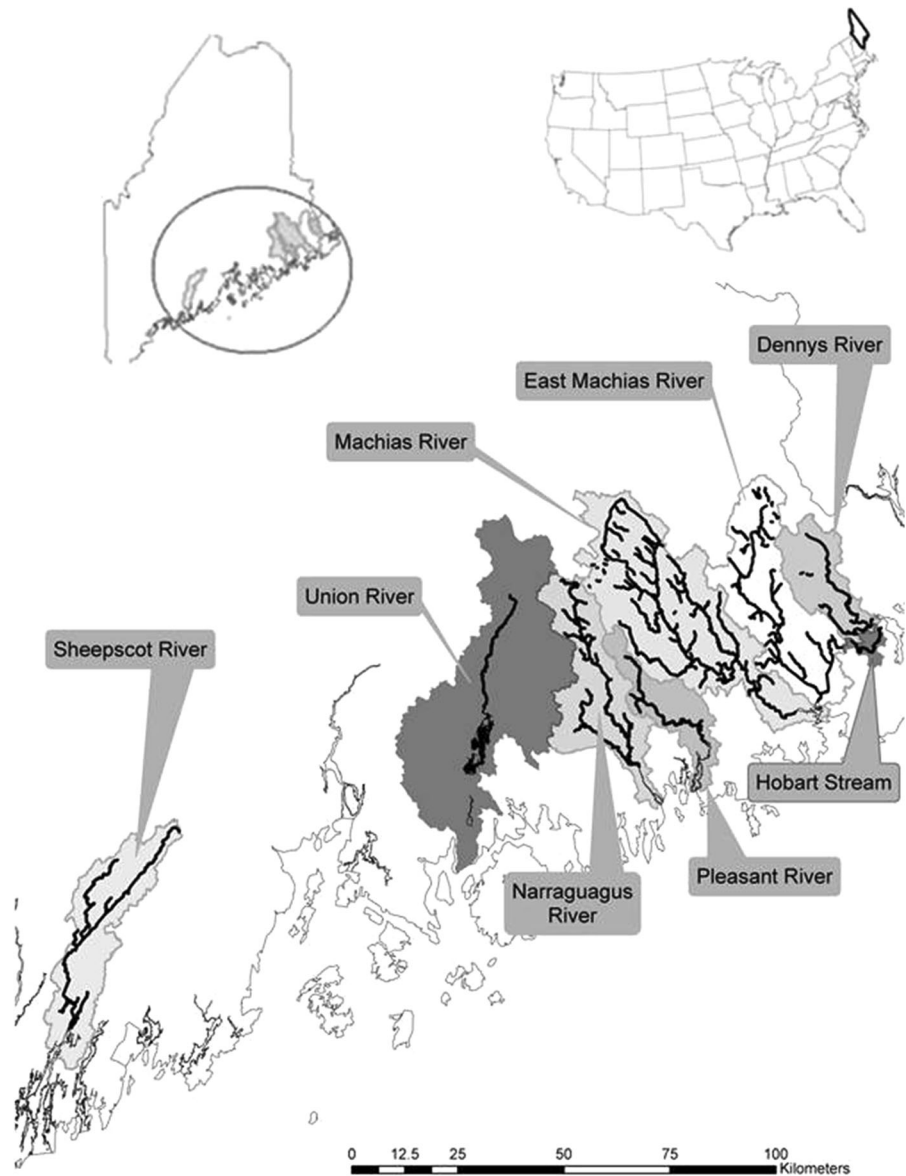 Dennys River
East Machias River
Machias River
Union River
Sheepscot River
Hobart Stream
Pleasant River
Narraguagus
River
0 12.5 25 50 75 100
Kilometers